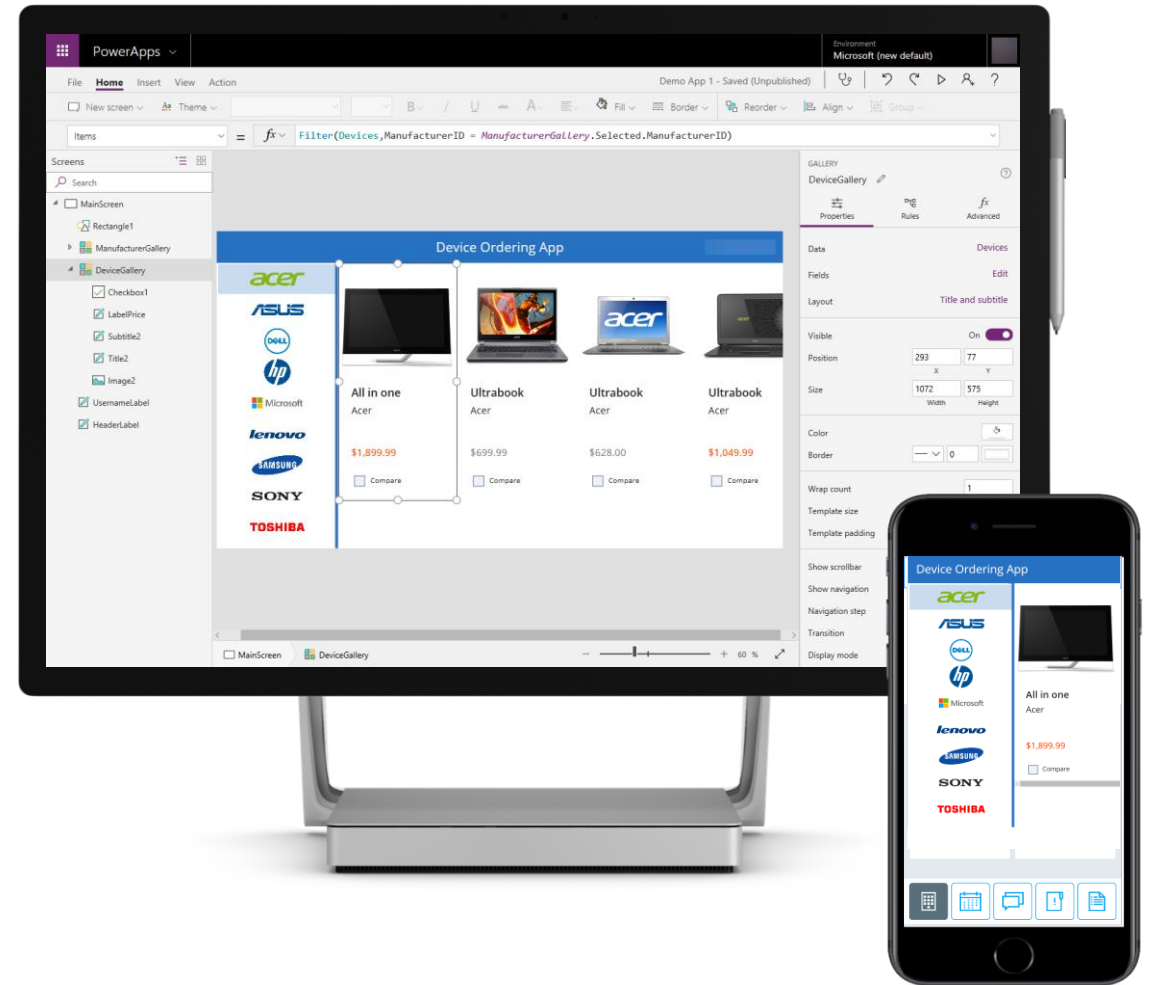 PowerApps
Environment
Microsoft (new default)
File Home Insert View Action
Demo App 1 - Saved (Unpublished)
New screen Theme B / U abc A Fill Border Reorder Align Group
Items = fx Filter(Devices,ManufacturerID = ManufacturerGallery.Selected.ManufacturerID)
Screens
Search
MainScreen
Rectangle1
ManufacturerGallery
DeviceGallery
Checkbox1
LabelPrice
Subtitle2
Title2
Image2
UsernameLabel
HeaderLabel
Device Ordering App
acer
ASUS
DELL
hp
Microsoft
lenovo
SAMSUNG
SONY
TOSHIBA
acer
All in one
Acer
$1,899.99
Compare
Ultrabook
Acer
$699.99
Compare
Ultrabook
Acer
$628.00
Compare
Ultrabook
Acer
$1,049.99
Compare
MainScreen DeviceGallery
- + 60 %
GALLERY
DeviceGallery
?
Properties Rules Advanced
Data Devices
Fields Edit
Layout Title and subtitle
Visible On
Position 293 77
X Y
Size 1072 575
Width Height
Color
Border 0
Wrap count 1
Template size
Template padding
Show scrollbar
Show navigation
Navigation step
Transition
Display mode
Device Ordering App
acer
ASUS
DELL
hp
Microsoft
lenovo
SAMSUNG
SONY
TOSHIBA
All in one
Acer
$1,899.99
Compare